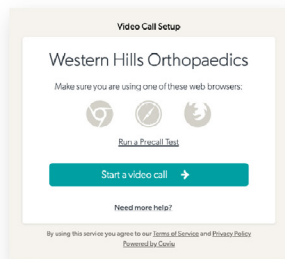 Video Call Setup
Western Hills Orthopaedics
Make sure you are using one of these web browsers:
Run a Precall Test
Start a video call
Need more help?
By using this service you agree to our Terms of Service and Privacy Policy
Powered by Coviu